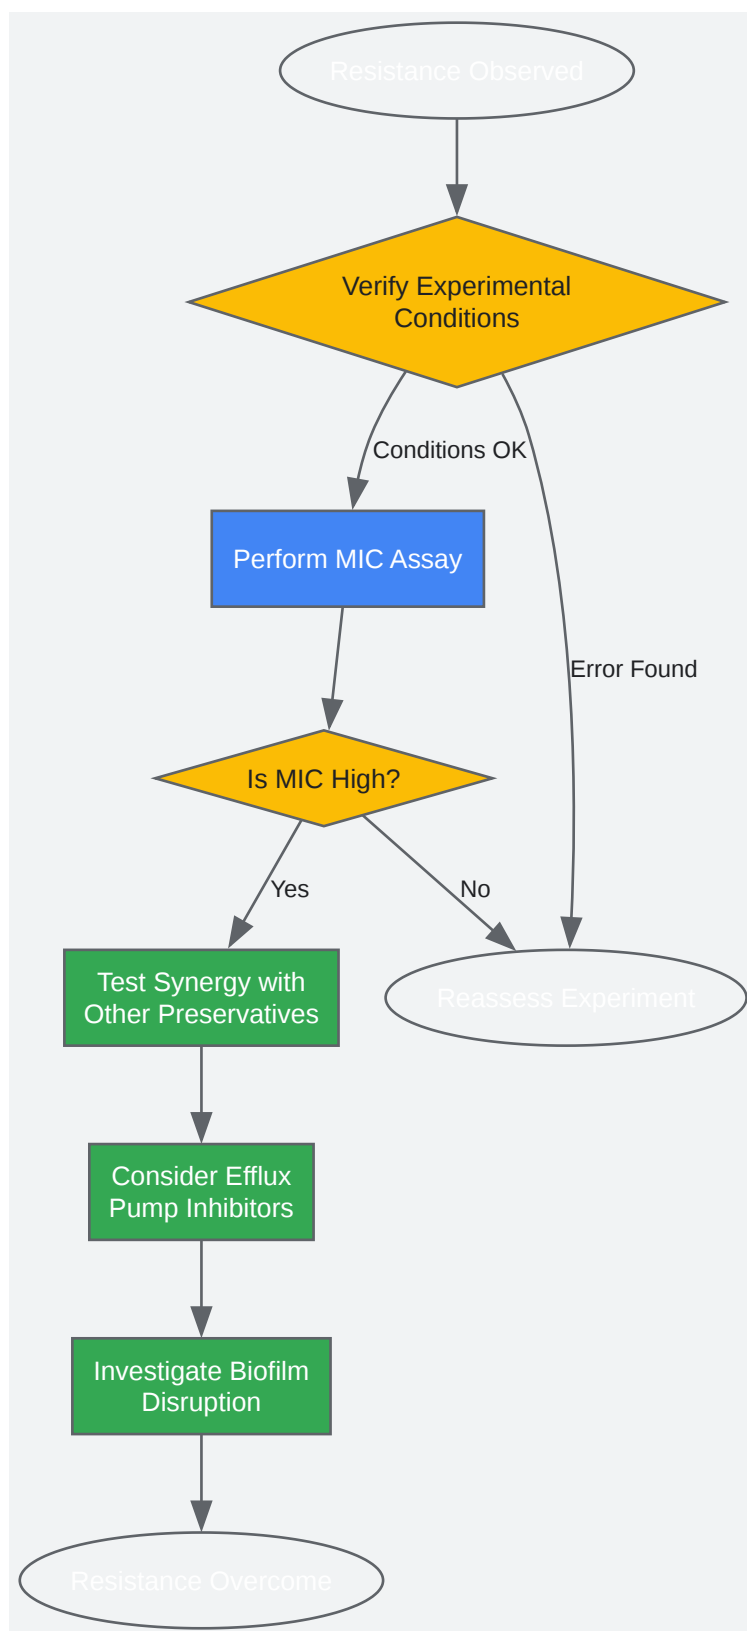 Resistance Observed
Verify Experimental
Conditions
Conditions OK
Perform MIC Assay
Error Found
Is MIC High?
Yes
No
Test Synergy with
Other Preservatives
Reassess Experiment
Consider Efflux
Pump Inhibitors
Investigate Biofilm
Disruption
Resistance Overcome